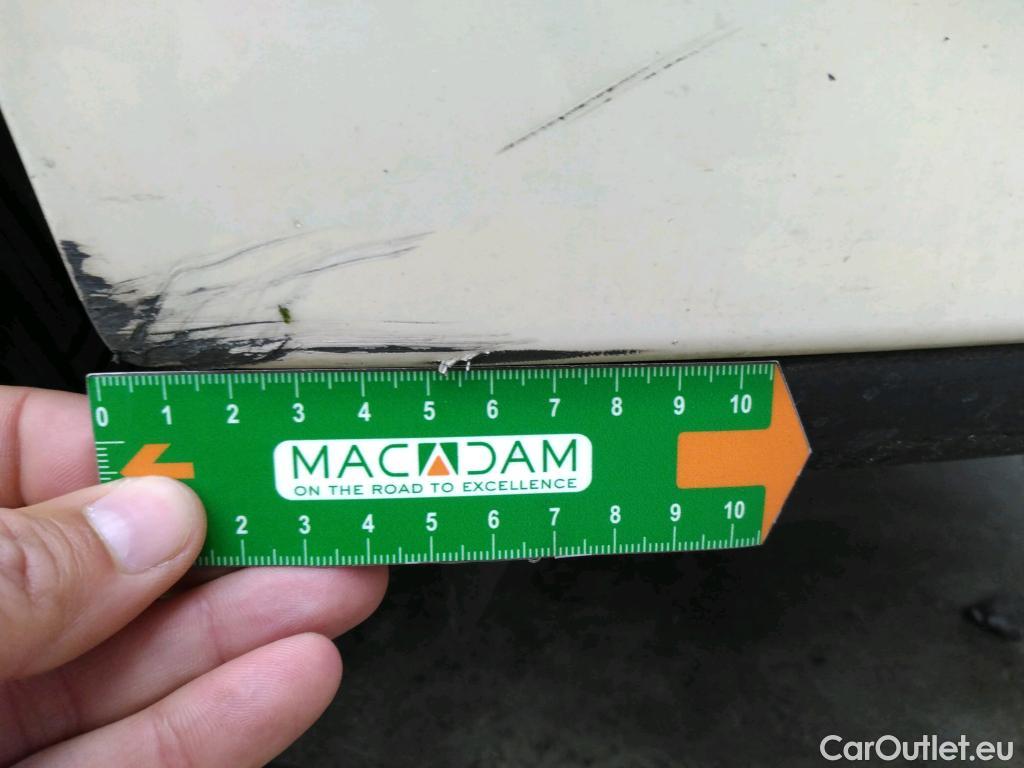 0 1 2 3 4 5 6 7 8 9 10
MACADAM
ON THE ROAD TO EXCELLENCE
2 3 4 5 6 7 8 9 10
CarOutlet.eu